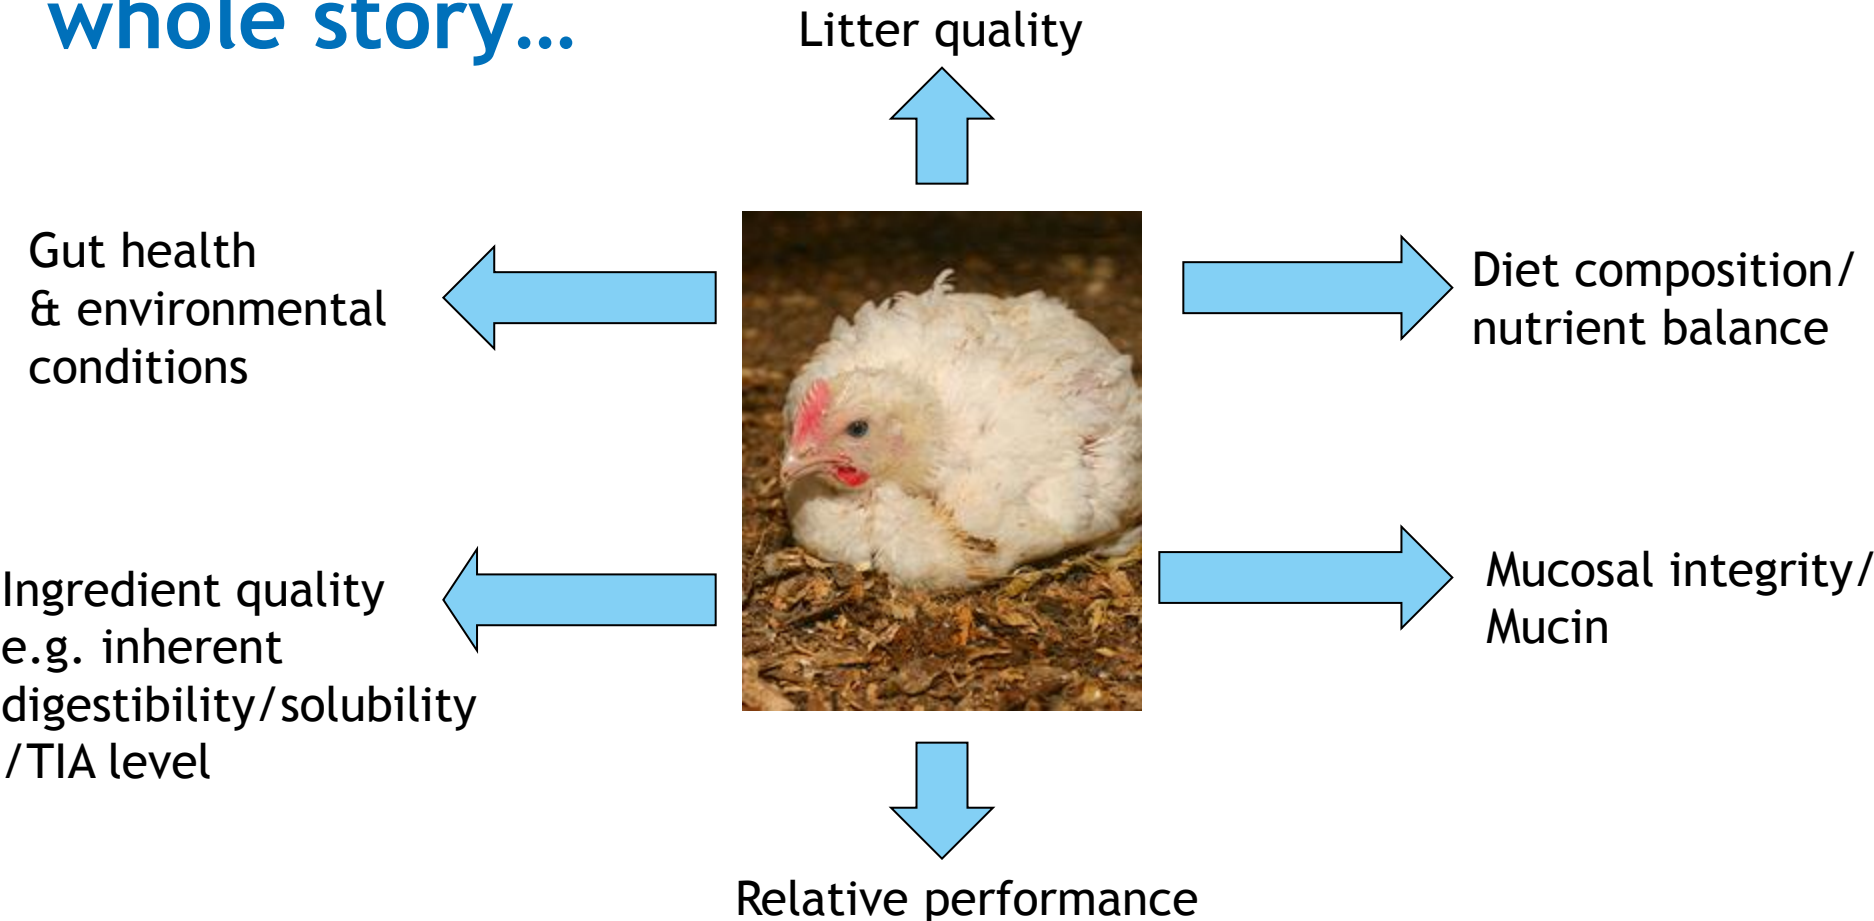 whole story…
Litter quality
Gut health
& environmental
conditions
Diet composition/
nutrient balance
Ingredient quality
e.g. inherent
digestibility/solubility
/TIA level
Mucosal integrity/
Mucin
Relative performance